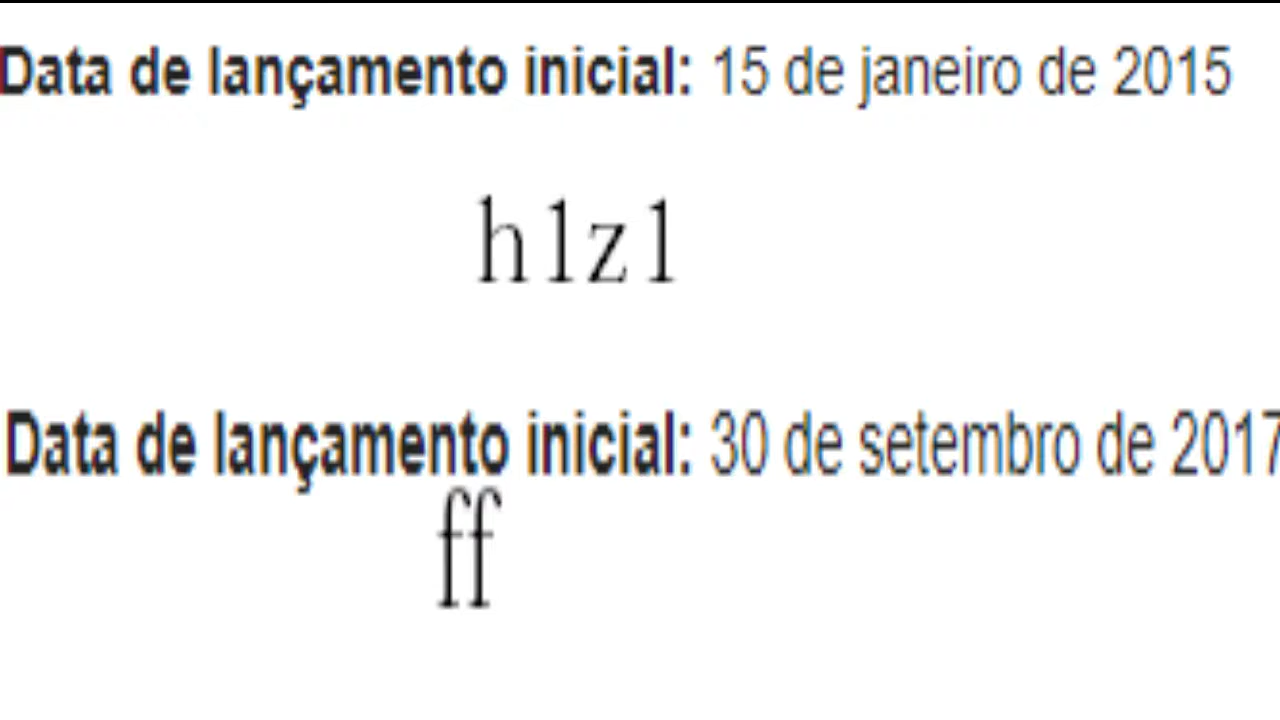 Data de lançamento inicial: 15 de janeiro de 2015
h1z1
Data de lançamento inicial: 30 de setembro de 2017
ff